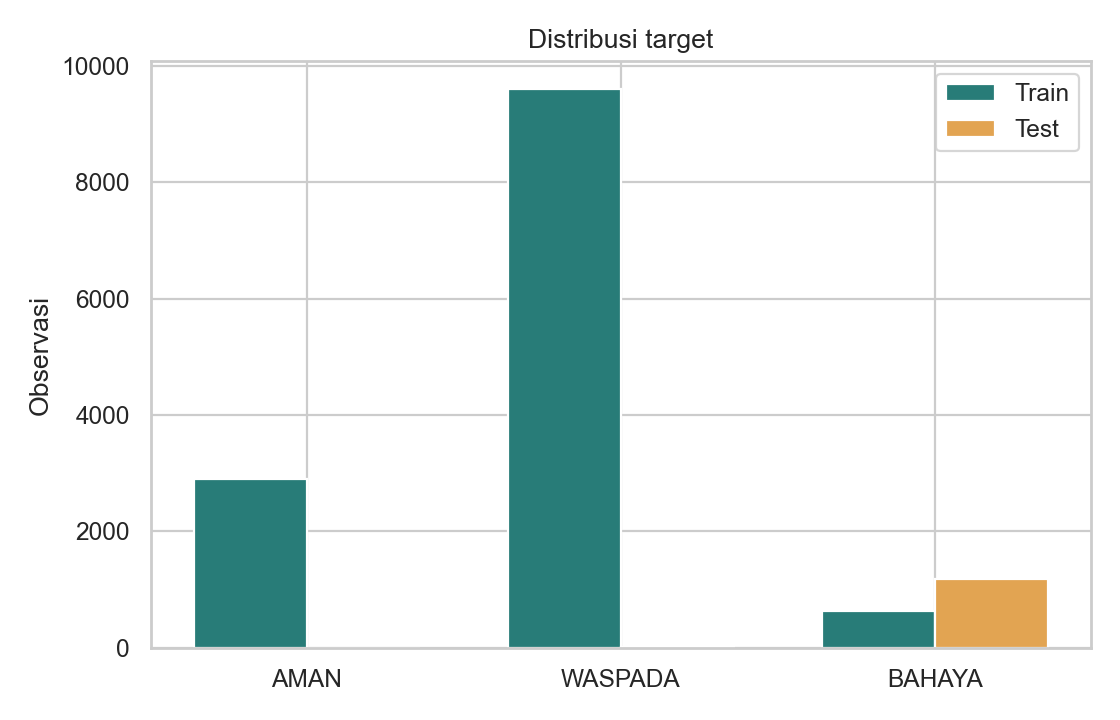 Distribusi target
10000
8000
6000
4000
2000
0
Observasi
Train
Test
AMAN
WASPADA
BAHAYA